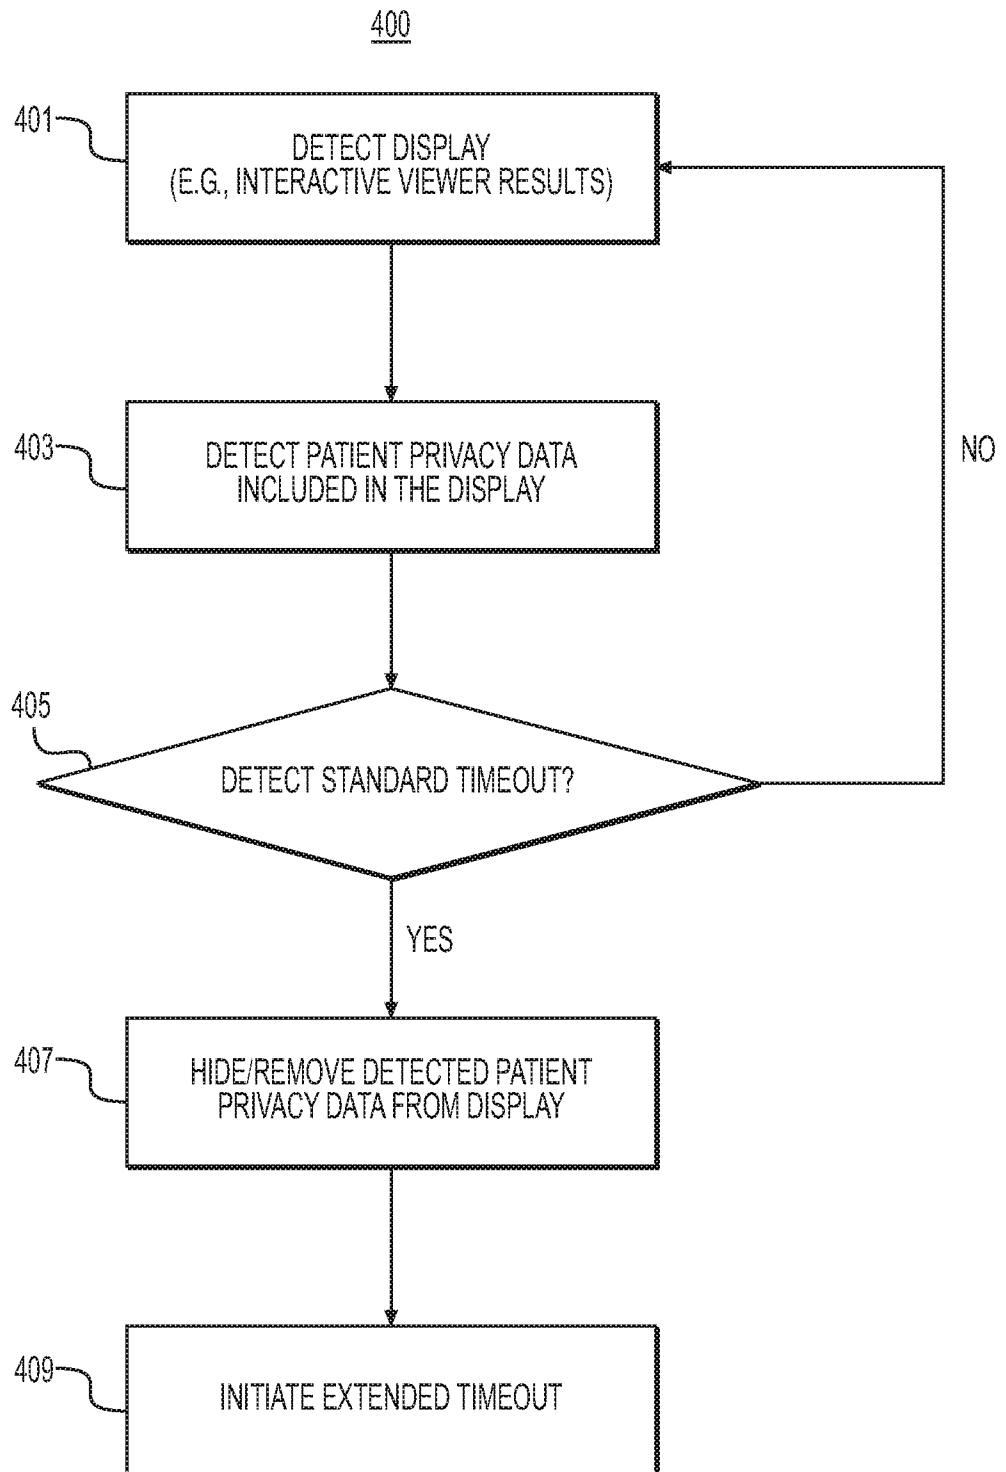 400
401
DETECT DISPLAY
(E.G., INTERACTIVE VIEWER RESULTS)
403
DETECT PATIENT PRIVACY DATA
INCLUDED IN THE DISPLAY
NO
405
DETECT STANDARD TIMEOUT?
YES
407
HIDE/REMOVE DETECTED PATIENT
PRIVACY DATA FROM DISPLAY
409
INITIATE EXTENDED TIMEOUT